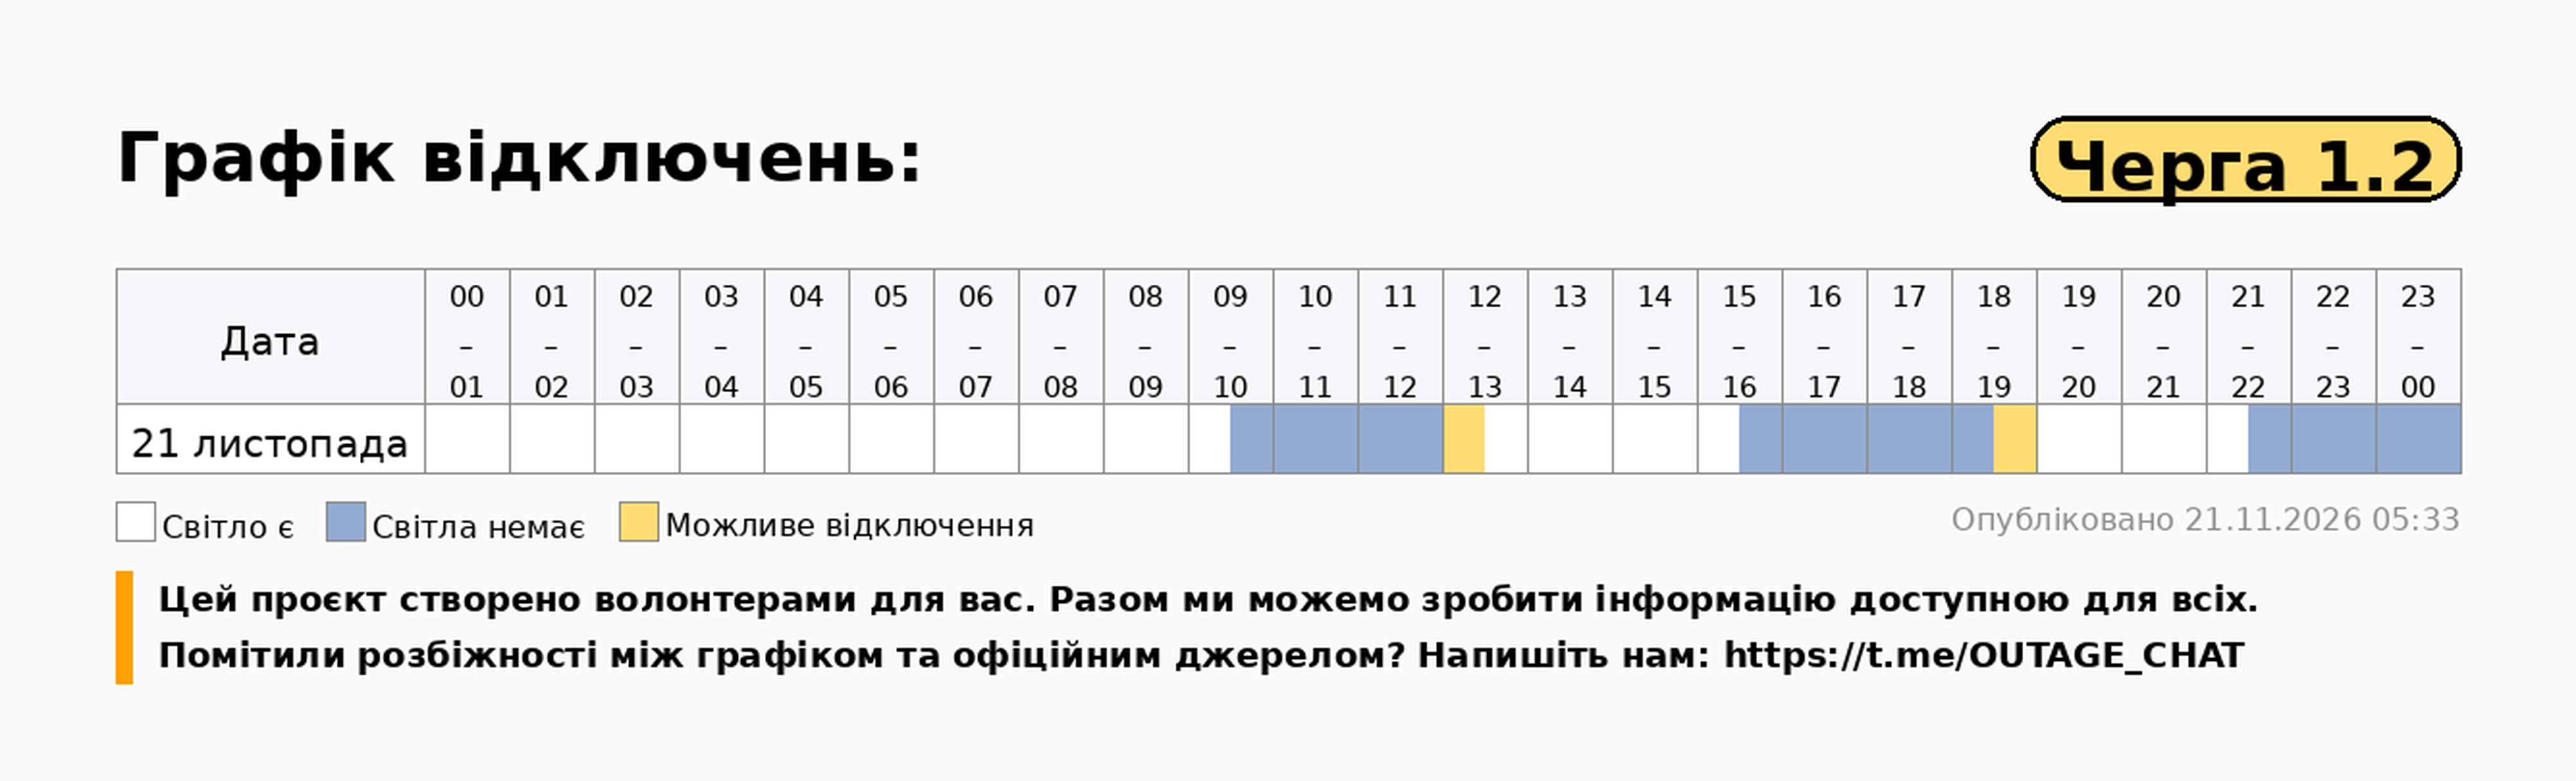 Графік відключень:
Черга 1.2
Дата 00 – 01 01 – 02 02 – 03 03 – 04 04 – 05 05 – 06 06 – 07 07 – 08 08 – 09 09 – 10 10 – 11 11 – 12 12 – 13 13 – 14 14 – 15 15 – 16 16 – 17 17 – 18 18 – 19 19 – 20 20 – 21 21 – 22 22 – 23 23 – 00
21 листопада
Світло є Світла немає Можливе відключення
Опубліковано 21.11.2026 05:33
Цей проєкт створено волонтерами для вас. Разом ми можемо зробити інформацію доступною для всіх.
Помітили розбіжності між графіком та офіційним джерелом? Напишіть нам: https://t.me/OUTAGE_CHAT